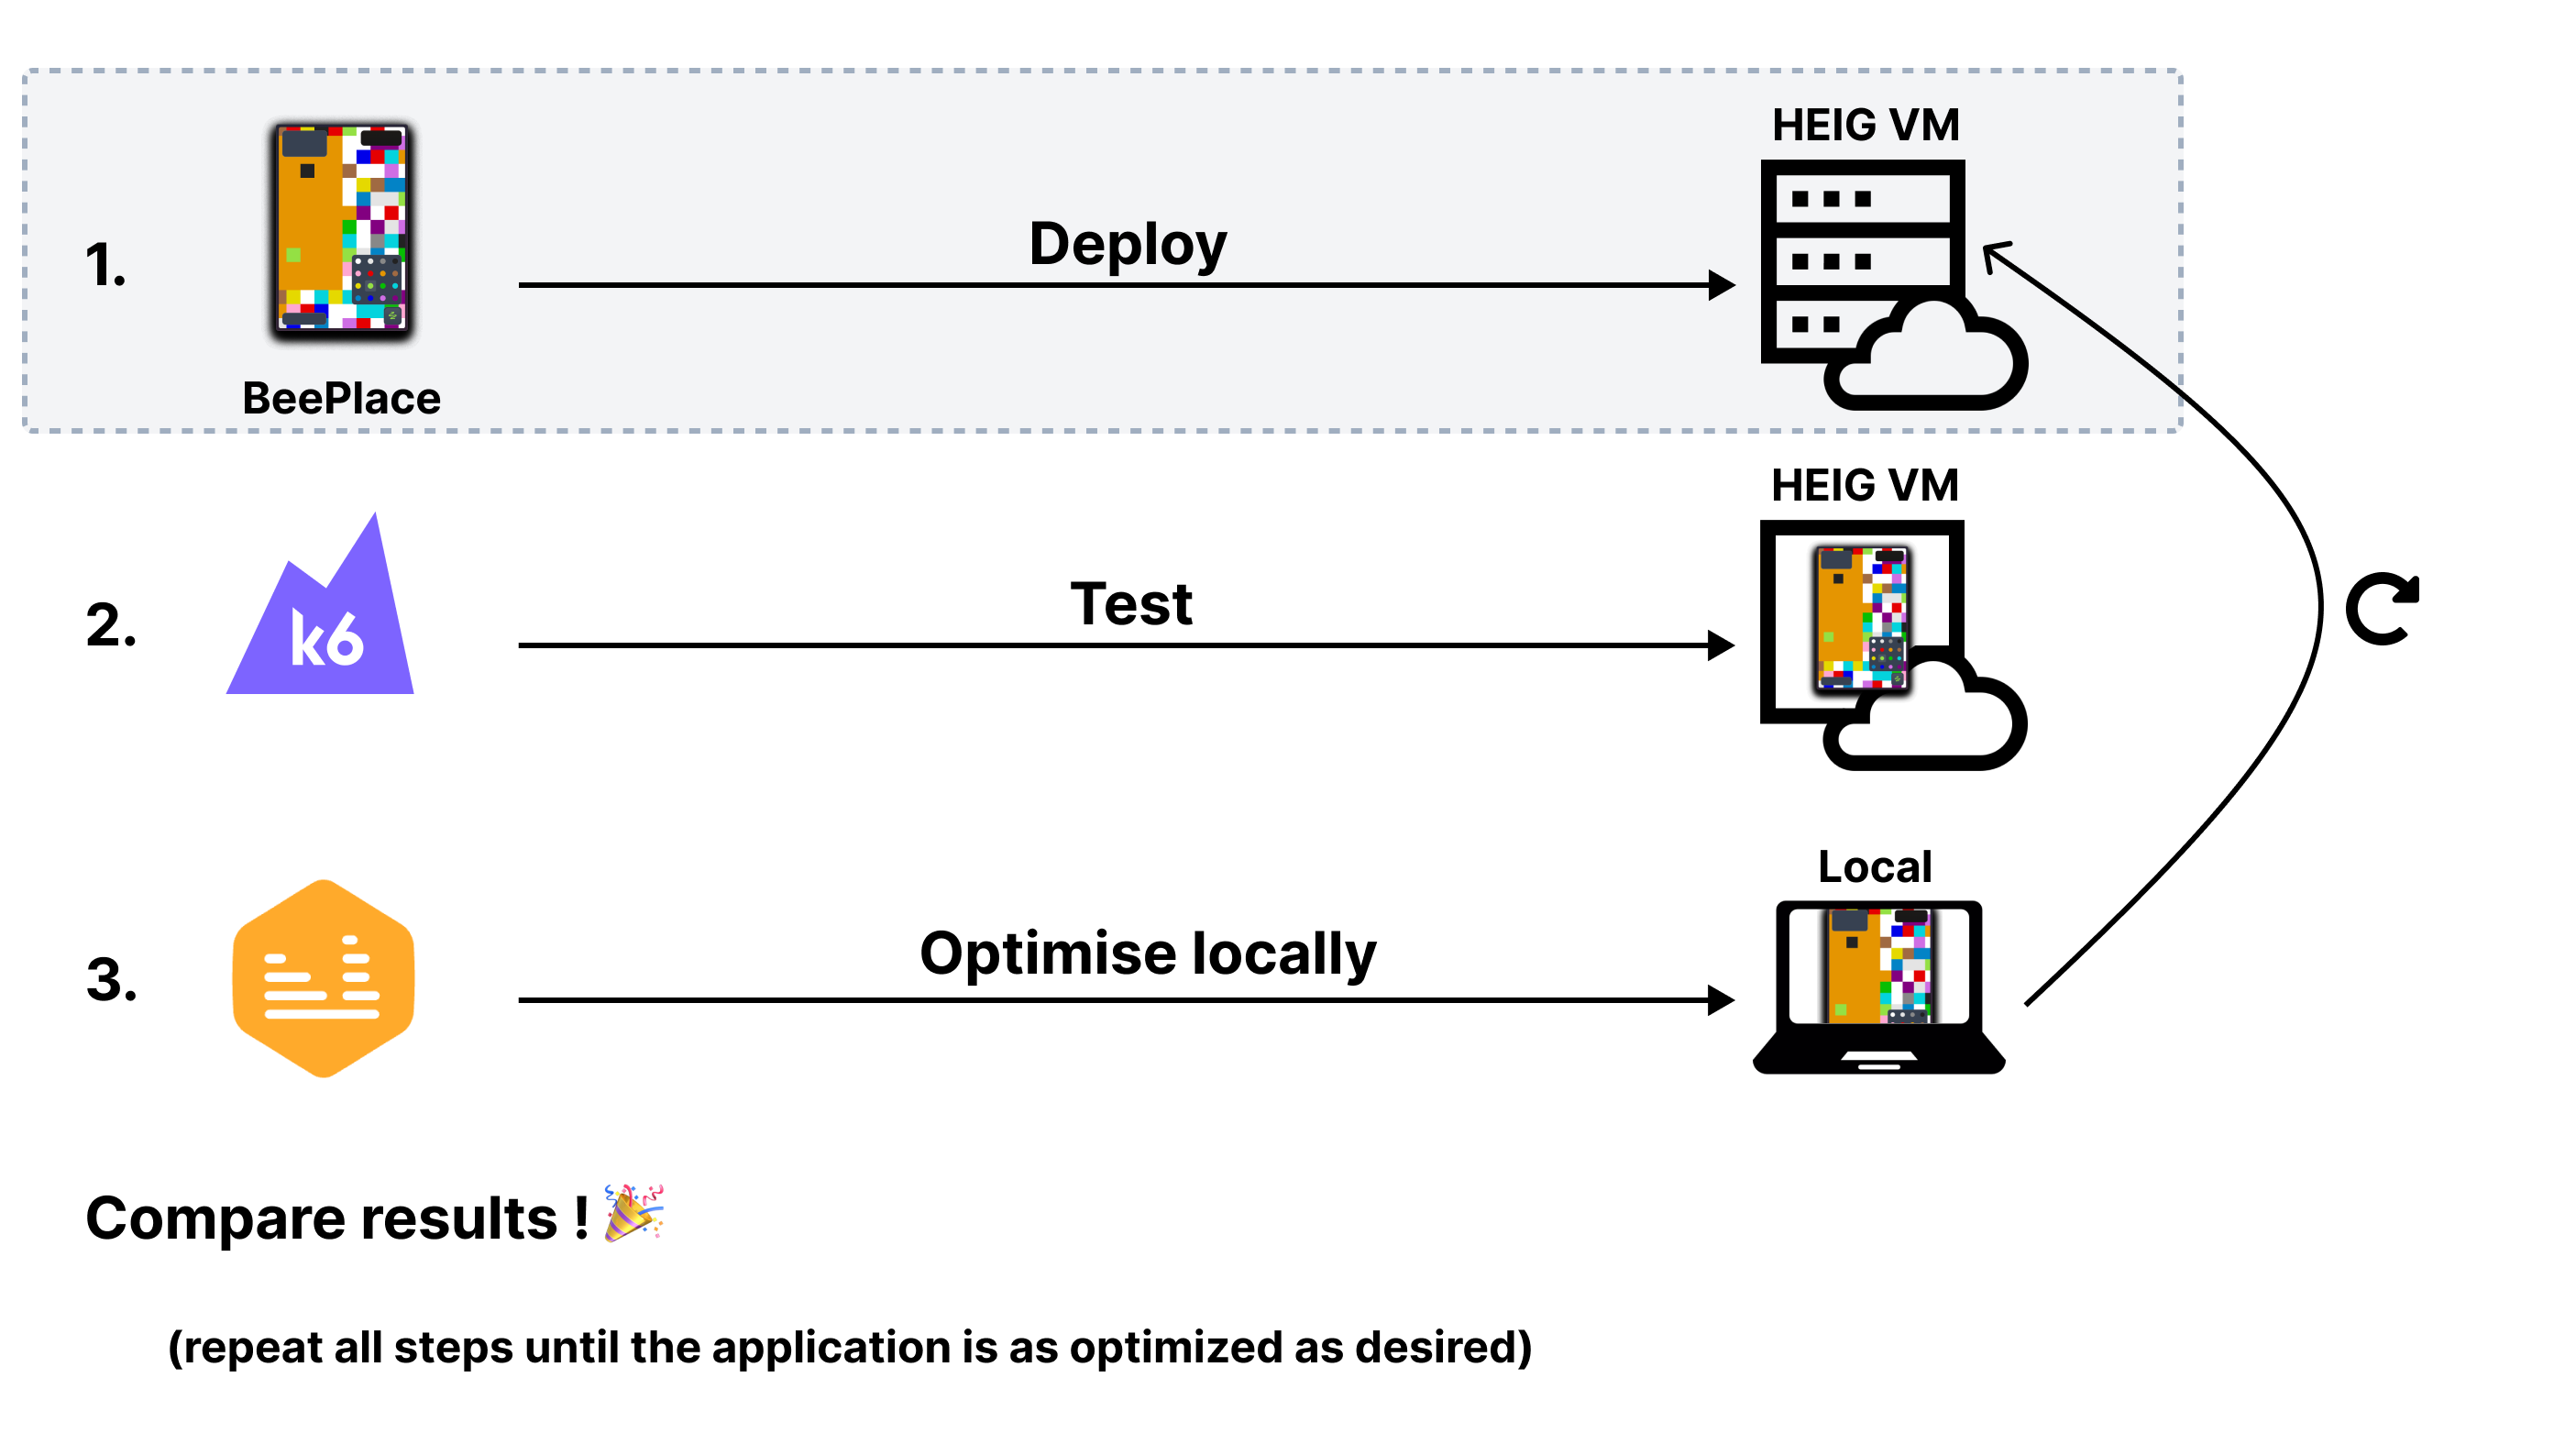 HEIG VM
1.
Deploy
BeePlace
HEIG VM
2.
k6
Test
Local
3.
Optimise locally
Compare results ! 🎉
(repeat all steps until the application is as optimized as desired)